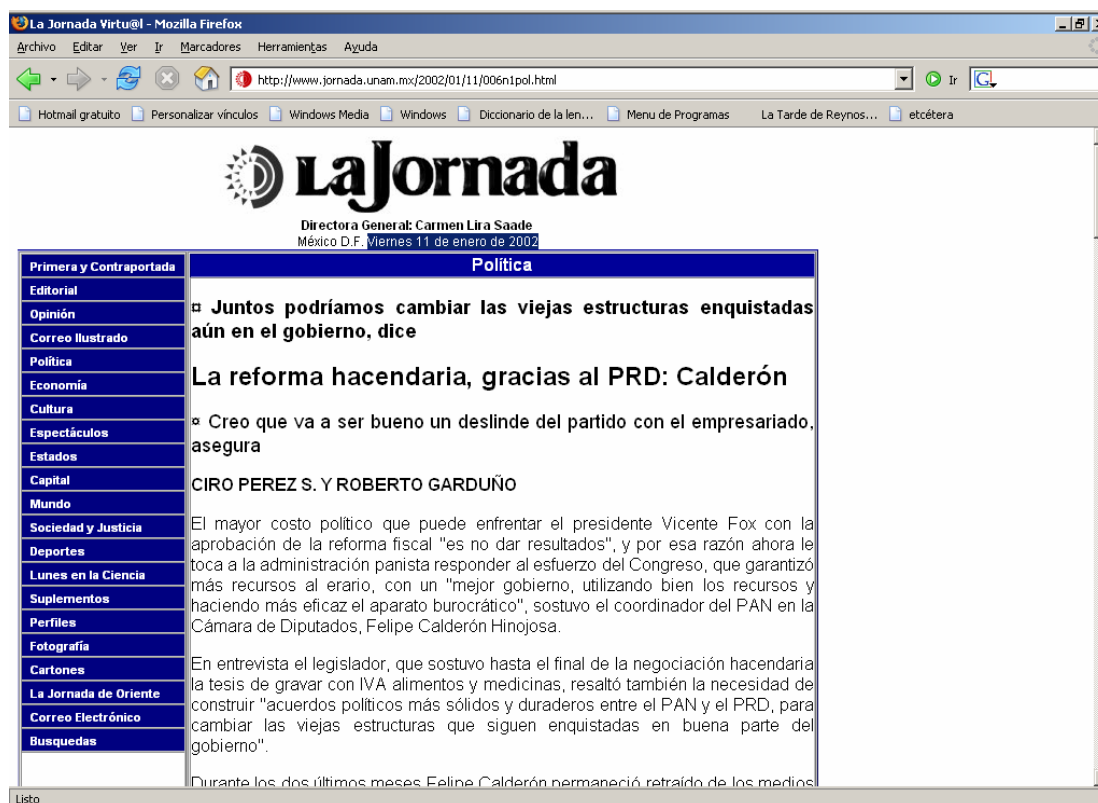 La Jornada Virtu@l - Mozilla Firefox
Archivo Editar Ver Ir Marcadores Herramientas Ayuda
http://www.jornada.unam.mx/2002/01/11/006n1pol.html Ir G
Hotmail gratuito Personalizar vínculos Windows Media Windows Diccionario de la len... Menu de Programas La Tarde de Reynos... etcétera
La Jornada
Directora General: Carmen Lira Saade
México D.F. Viernes 11 de enero de 2002
Primera y Contraportada
Editorial
Opinión
Correo Ilustrado
Política
Economía
Cultura
Espectáculos
Estados
Capital
Mundo
Sociedad y Justicia
Deportes
Lunes en la Ciencia
Suplementos
Perfiles
Fotografía
Cartones
La Jornada de Oriente
Correo Electrónico
Busquedas
Política
¤ Juntos podríamos cambiar las viejas estructuras enquistadas
aún en el gobierno, dice
La reforma hacendaria, gracias al PRD: Calderón
¤ Creo que va a ser bueno un deslinde del partido con el empresariado,
asegura
CIRO PEREZ S. Y ROBERTO GARDUÑO
El mayor costo político que puede enfrentar el presidente Vicente Fox con la
aprobación de la reforma fiscal "es no dar resultados", y por esa razón ahora le
toca a la administración panista responder al esfuerzo del Congreso, que garantizó
más recursos al erario, con un "mejor gobierno, utilizando bien los recursos y
haciendo más eficaz el aparato burocrático", sostuvo el coordinador del PAN en la
Cámara de Diputados, Felipe Calderón Hinojosa.
En entrevista el legislador, que sostuvo hasta el final de la negociación hacendaria
la tesis de gravar con IVA alimentos y medicinas, resaltó también la necesidad de
construir "acuerdos políticos más sólidos y duraderos entre el PAN y el PRD, para
cambiar las viejas estructuras que siguen enquistadas en buena parte del
gobierno".
Durante los dos últimos meses Felipe Calderón permaneció retraído de los medios
Listo